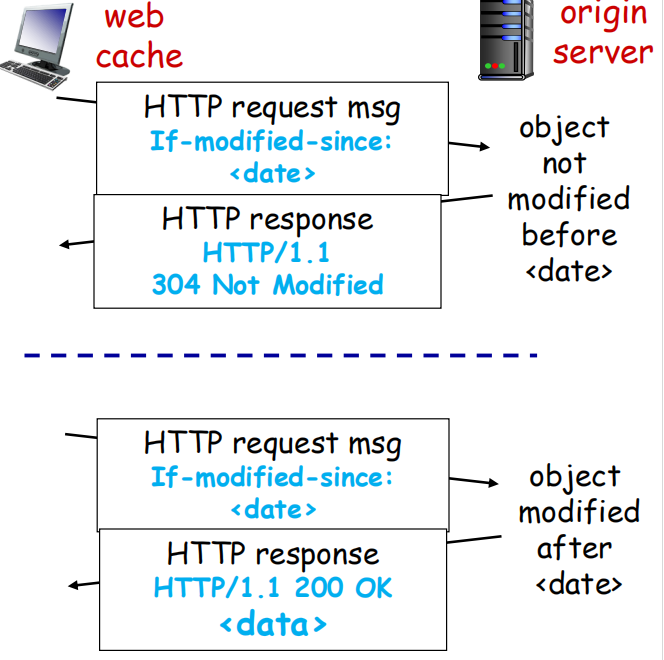 web
cache
origin
server
HTTP request msg
If-modified-since:
<date>
object
not
modified
before
<date>
HTTP response
HTTP/1.1
304 Not Modified
HTTP request msg
If-modified-since:
<date>
object
modified
after
<date>
HTTP response
HTTP/1.1 200 OK
<data>